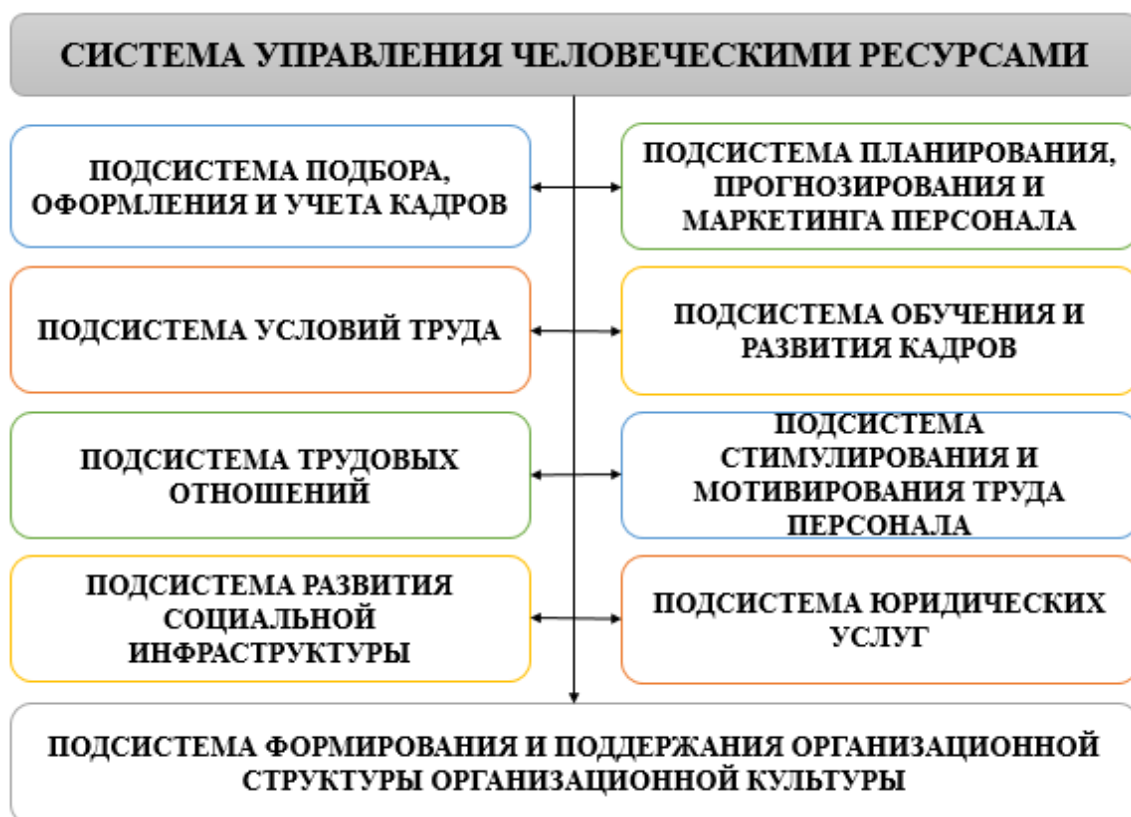 СИСТЕМА УПРАВЛЕНИЯ ЧЕЛОВЕЧЕСКИМИ РЕСУРСАМИ
ПОДСИСТЕМА ПОДБОРА,
ОФОРМЛЕНИЯ И УЧЕТА КАДРОВ
ПОДСИСТЕМА ПЛАНИРОВАНИЯ,
ПРОГНОЗИРОВАНИЯ И
МАРКЕТИНГА ПЕРСОНАЛА
ПОДСИСТЕМА УСЛОВИЙ ТРУДА
ПОДСИСТЕМА ОБУЧЕНИЯ И
РАЗВИТИЯ КАДРОВ
ПОДСИСТЕМА ТРУДОВЫХ
ОТНОШЕНИЙ
ПОДСИСТЕМА
СТИМУЛИРОВАНИЯ И
МОТИВИРОВАНИЯ ТРУДА
ПЕРСОНАЛА
ПОДСИСТЕМА РАЗВИТИЯ
СОЦИАЛЬНОЙ
ИНФРАСТРУКТУРЫ
ПОДСИСТЕМА ЮРИДИЧЕСКИХ
УСЛУГ
ПОДСИСТЕМА ФОРМИРОВАНИЯ И ПОДДЕРЖАНИЯ ОРГАНИЗАЦИОННОЙ
СТРУКТУРЫ ОРГАНИЗАЦИОННОЙ КУЛЬТУРЫ